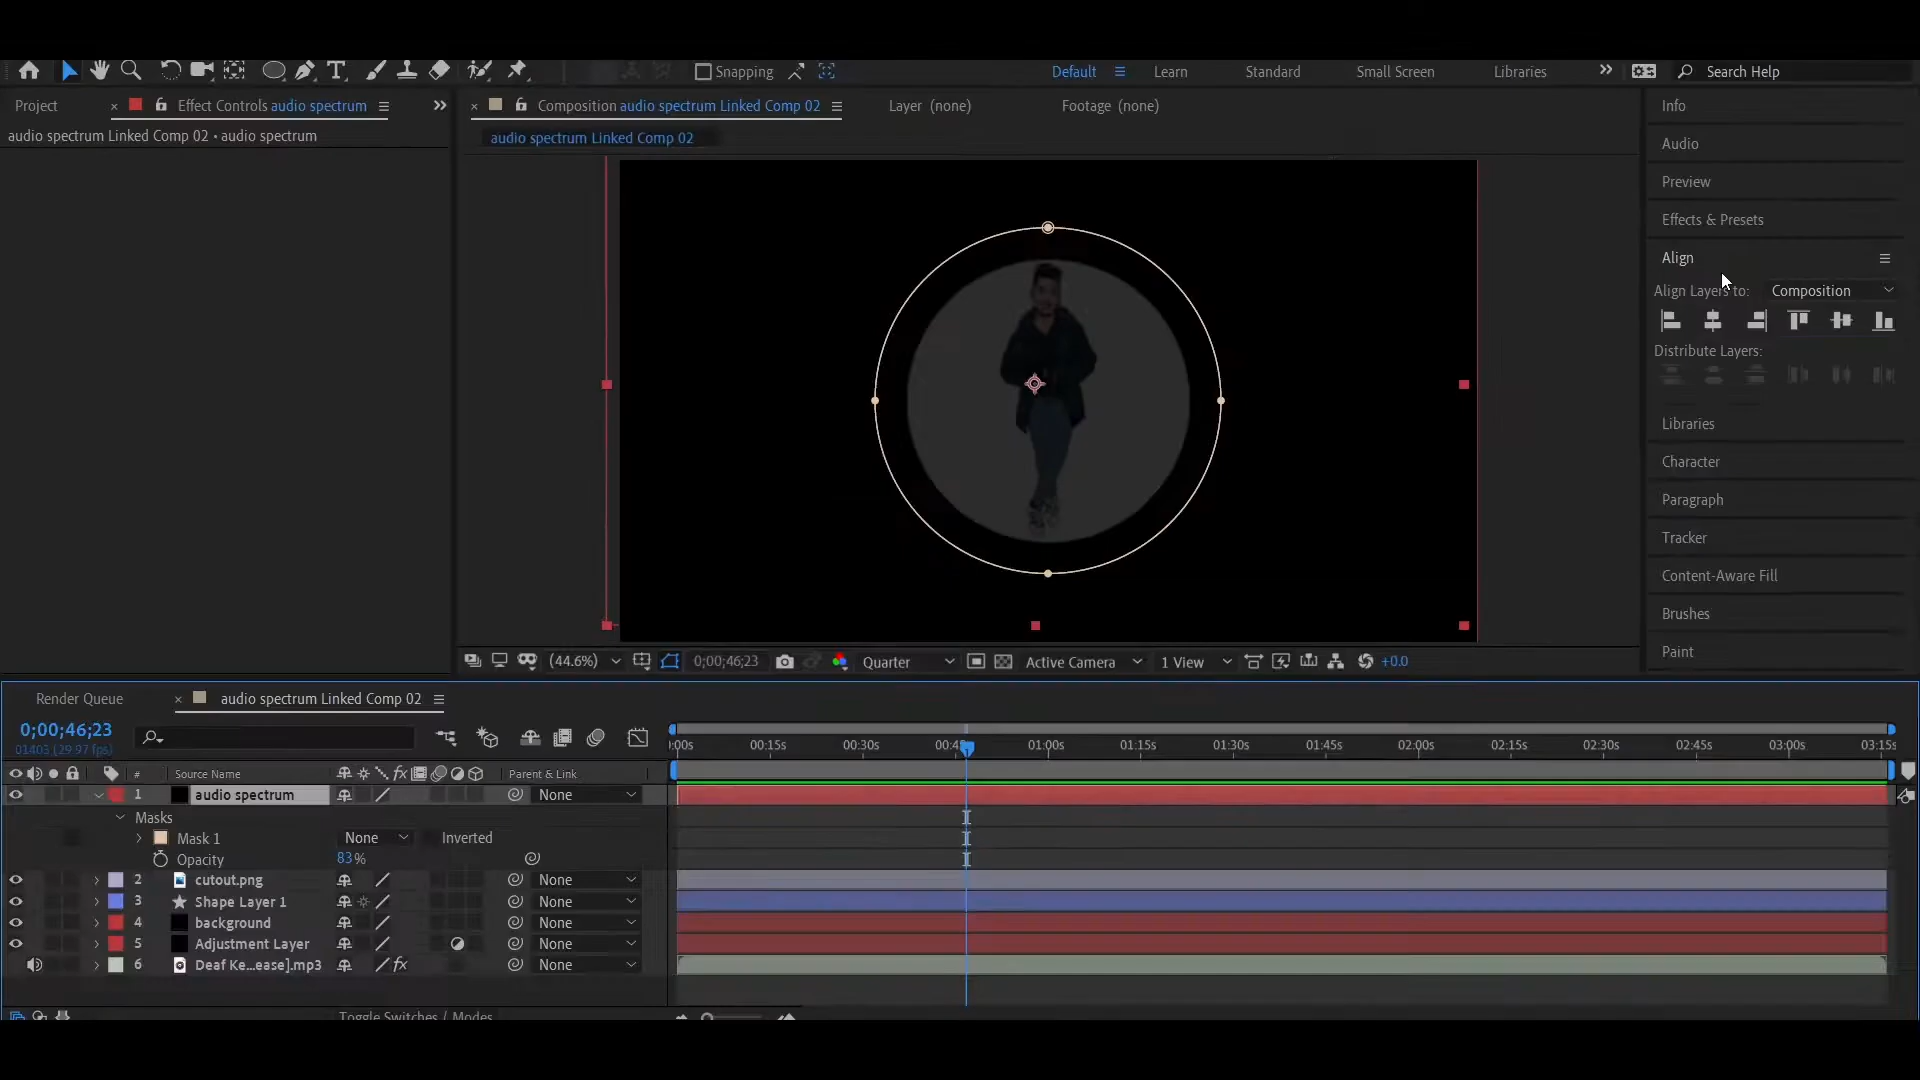 Snapping
Default
Learn
Standard
Small Screen
Libraries
Search Help
Project
Effect Controls audio spectrum
Composition audio spectrum Linked Comp 02
Layer (none)
Footage (none)
Info
audio spectrum Linked Comp 02 • audio spectrum
audio spectrum Linked Comp 02
Audio
Preview
Effects & Presets
Align
Align Layers to:
Composition
Distribute Layers:
Libraries
Character
Paragraph
Tracker
Content-Aware Fill
Brushes
Paint
(44.6%)
0;00;46;23
Quarter
Active Camera
1 View
+0.0
Render Queue
audio spectrum Linked Comp 02
0;00;46;23
01403 (29.97 fps)
:00s 00:15s 00:30s 00:45s 01:00s 01:15s 01:30s 01:45s 02:00s 02:15s 02:30s 02:45s 03:00s 03:15s
# Source Name fx Parent & Link
1 audio spectrum None
Masks
Mask 1 None Inverted
Opacity 83%
2 cutout.png None
3 Shape Layer 1 None
4 background None
5 Adjustment Layer None
6 Deaf Ke...ease].mp3 fx None
Toggle Switches / Modes